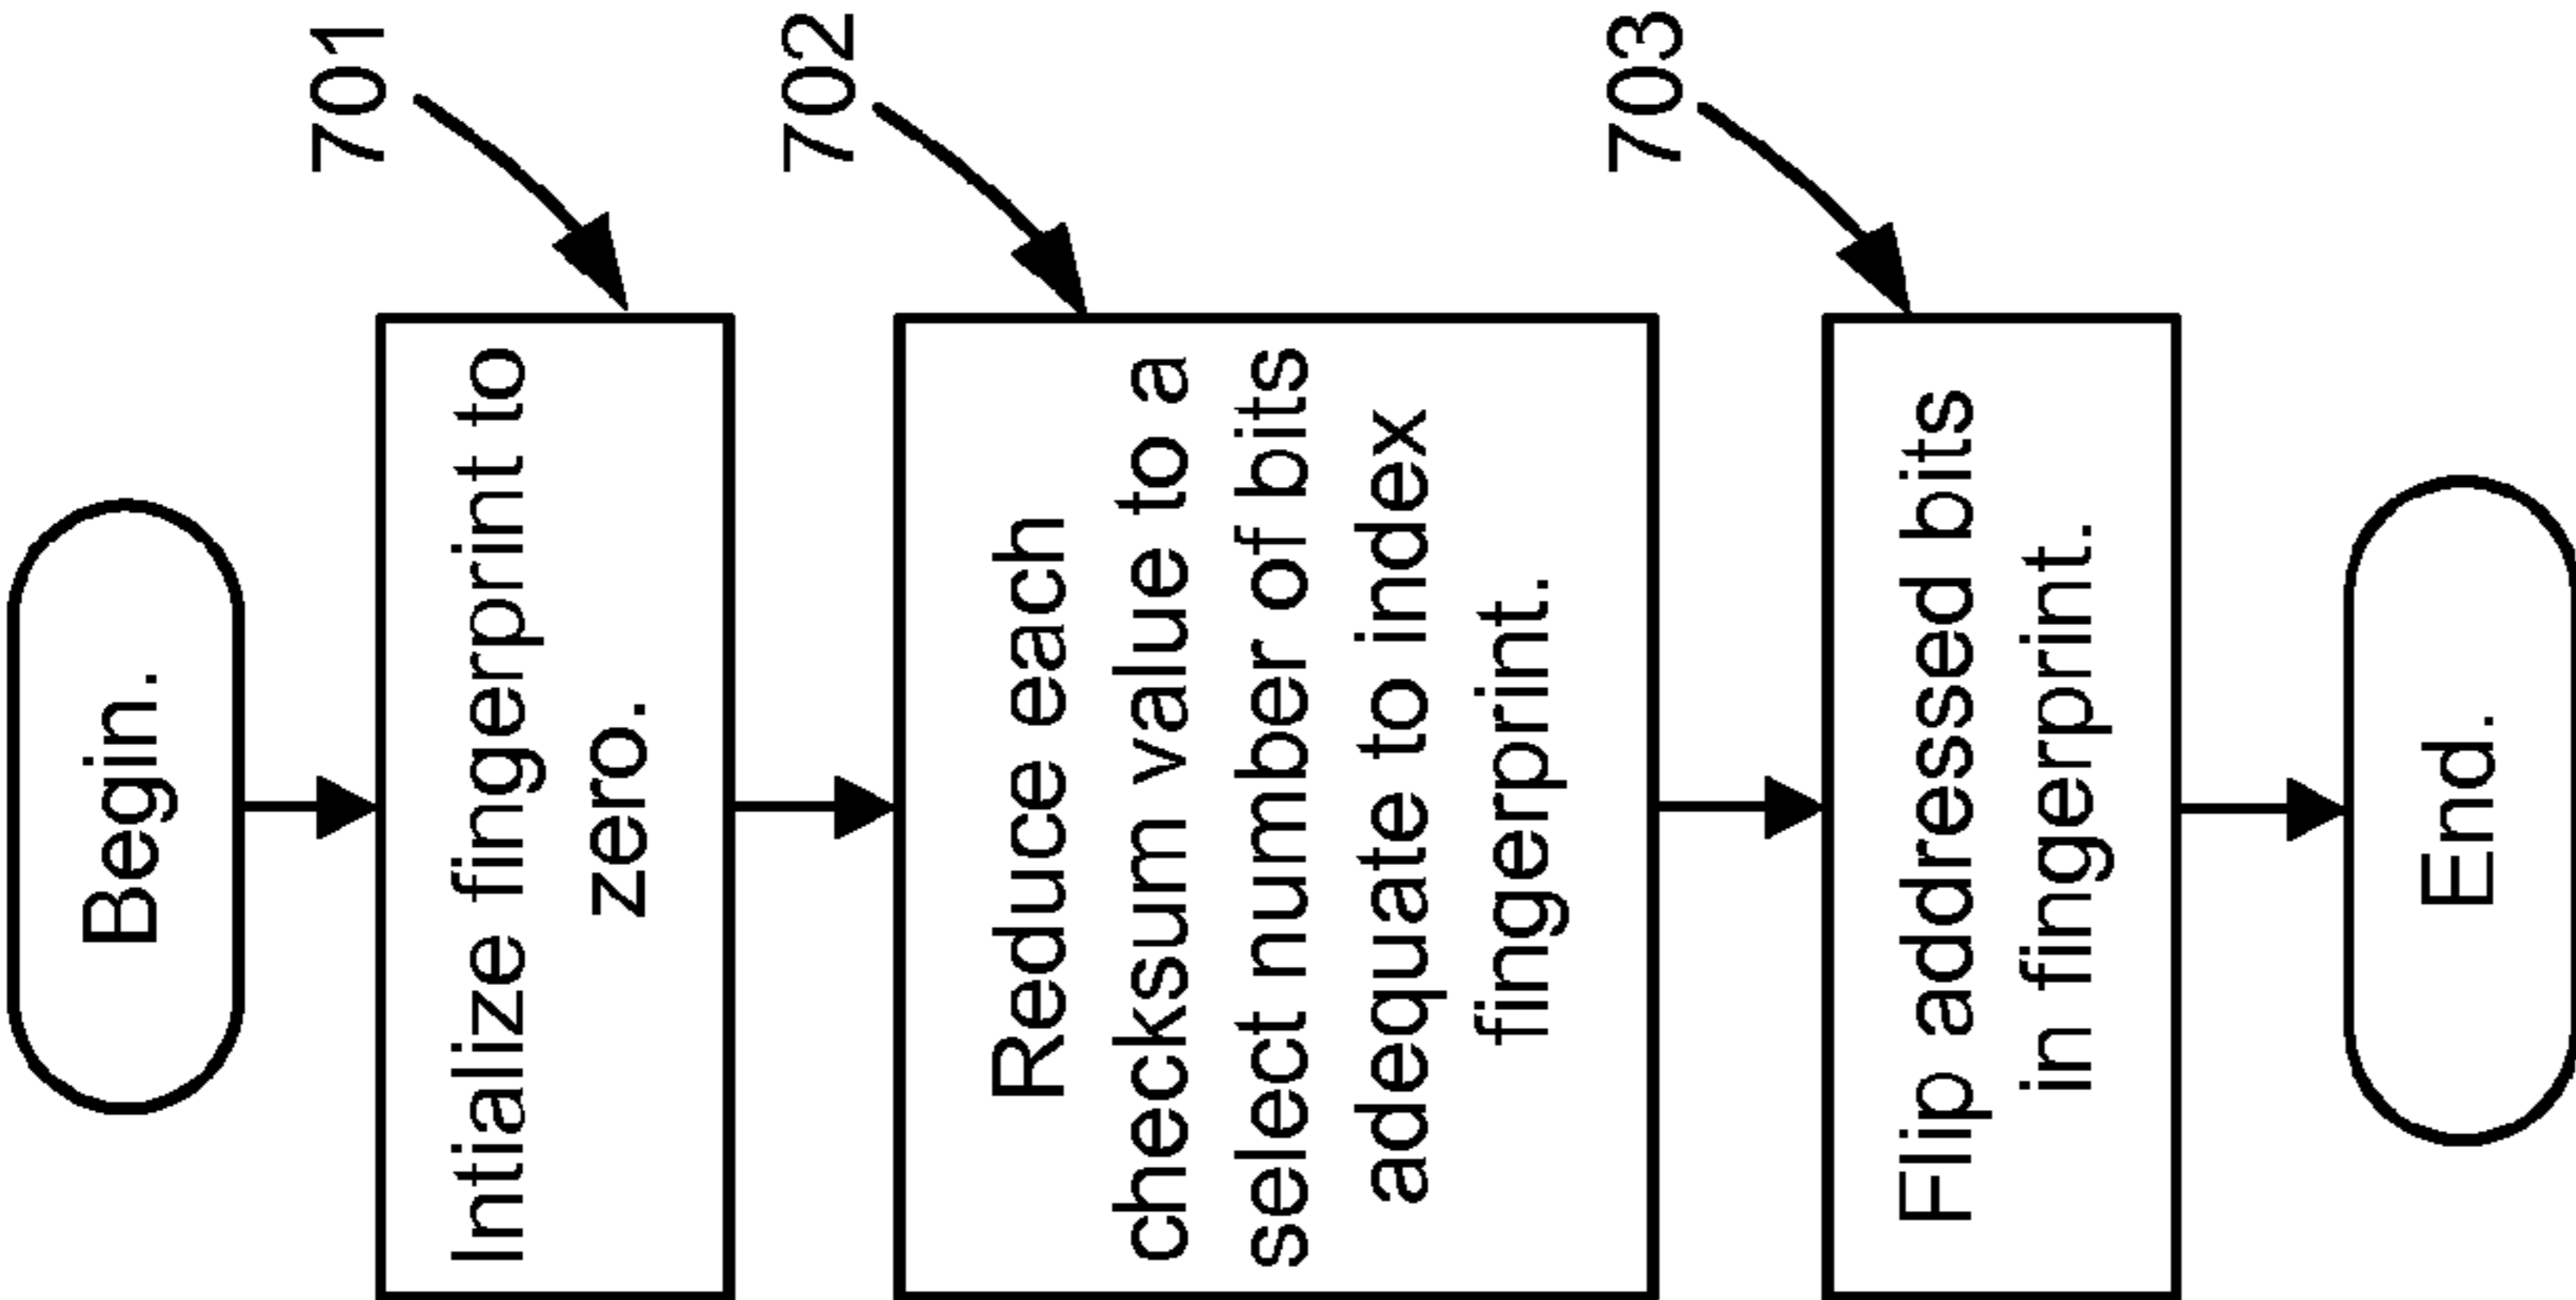 Begin.
701
Intialize fingerprint to
zero.
702
Reduce each
checksum value to a
select number of bits
adequate to index
fingerprint.
703
Flip addressed bits
in fingerprint.
End.